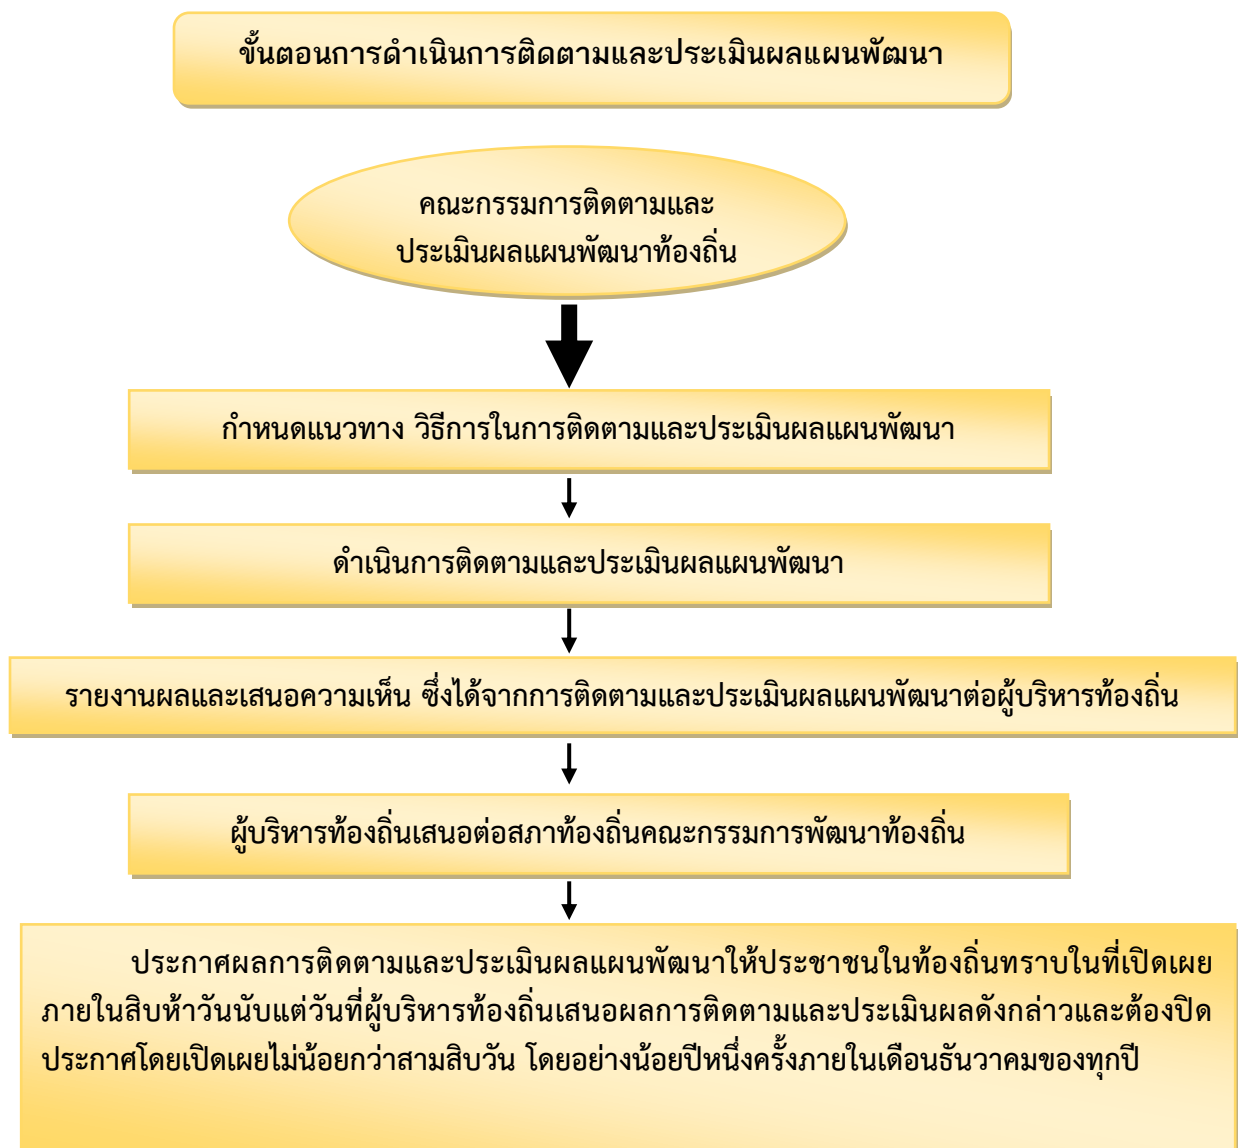 ขั้นตอนการดำเนินการติดตามและประเมินผลแผนพัฒนา
คณะกรรมการติดตามและ
ประเมินผลแผนพัฒนาท้องถิ่น
กำหนดแนวทาง วิธีการในการติดตามและประเมินผลแผนพัฒนา
ดำเนินการติดตามและประเมินผลแผนพัฒนา
รายงานผลและเสนอความเห็น ซึ่งได้จากการติดตามและประเมินผลแผนพัฒนาต่อผู้บริหารท้องถิ่น
ผู้บริหารท้องถิ่นเสนอต่อสภาท้องถิ่นคณะกรรมการพัฒนาท้องถิ่น
ประกาศผลการติดตามและประเมินผลแผนพัฒนาให้ประชาชนในท้องถิ่นทราบในที่เปิดเผย
ภายในสิบห้าวันนับแต่วันที่ผู้บริหารท้องถิ่นเสนอผลการติดตามและประเมินผลดังกล่าวและต้องปิด
ประกาศโดยเปิดเผยไม่น้อยกว่าสามสิบวัน โดยอย่างน้อยปีหนึ่งครั้งภายในเดือนธันวาคมของทุกปี